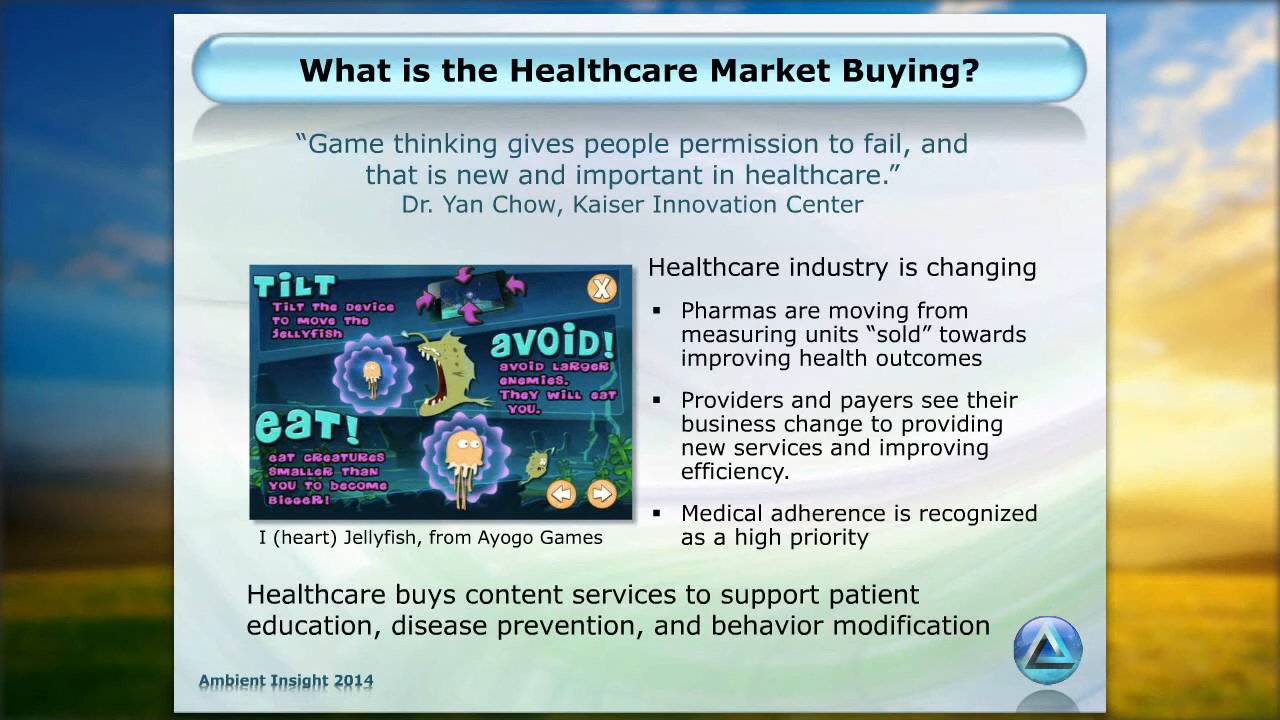 What is the Healthcare Market Buying?
“Game thinking gives people permission to fail, and
that is new and important in healthcare.”
Dr. Yan Chow, Kaiser Innovation Center
TILT
TILT THE DEVICE
TO MOVE THE
JELLYFISH
X
AVOID!
AVOID LARGER
ENEMIES.
THEY WILL EAT
YOU.
EAT!
EAT CREATURES
SMALLER THAN
YOU TO BECOME
BIGGER!
I (heart) Jellyfish, from Ayogo Games
Healthcare industry is changing
▪ Pharmas are moving from
measuring units “sold” towards
improving health outcomes
▪ Providers and payers see their
business change to providing
new services and improving
efficiency.
▪ Medical adherence is recognized
as a high priority
Healthcare buys content services to support patient
education, disease prevention, and behavior modification
Ambient Insight 2014